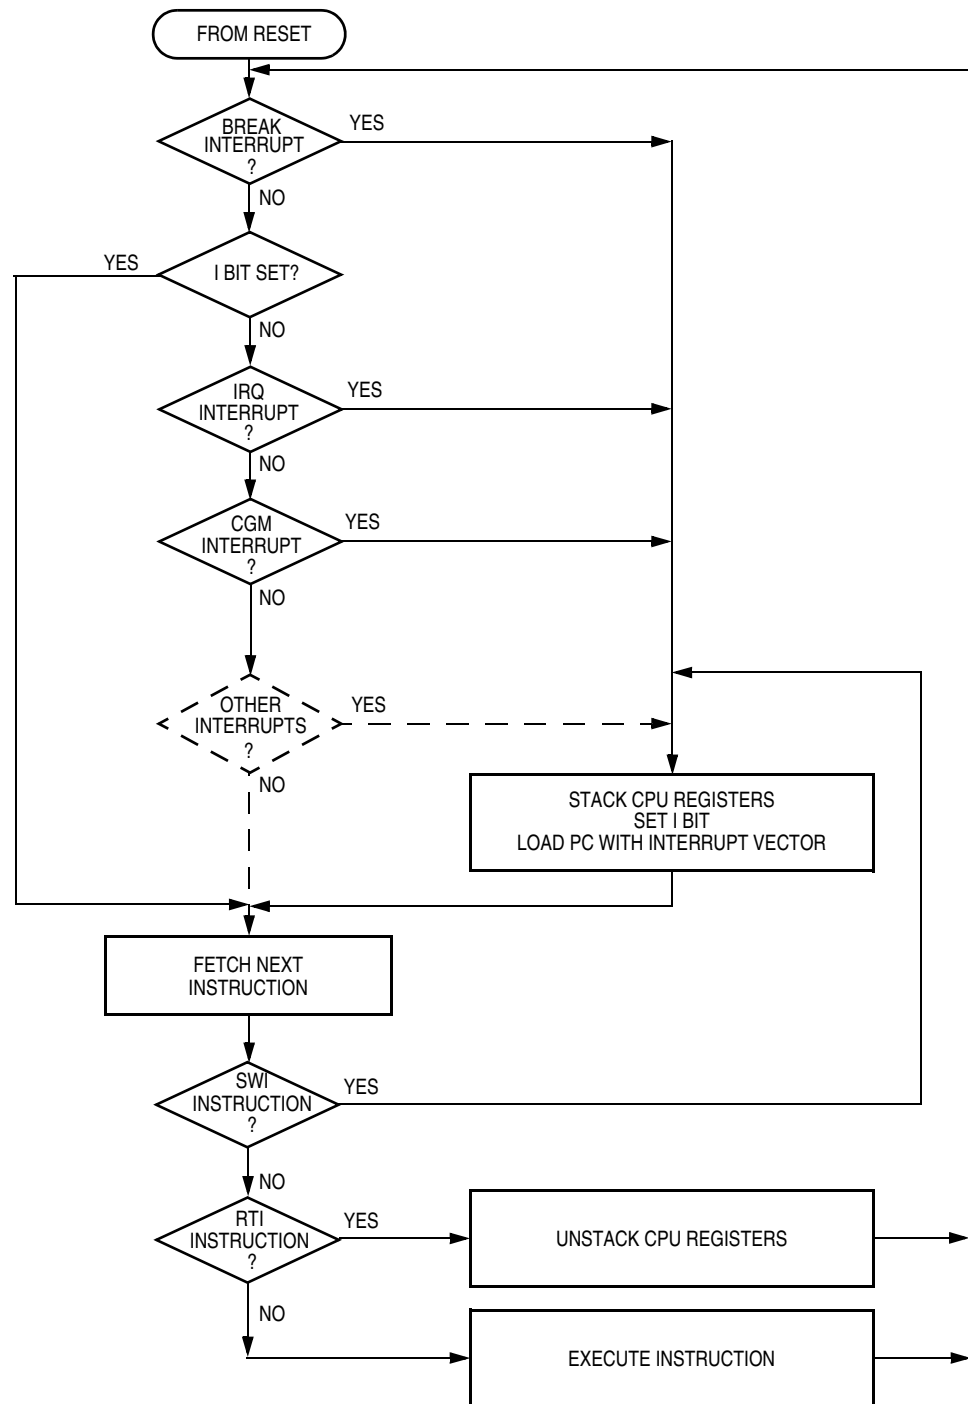 FROM RESET
BREAK
INTERRUPT
?
YES
NO
YES
I BIT SET?
NO
IRQ
INTERRUPT
?
YES
NO
CGM
INTERRUPT
?
YES
NO
OTHER
INTERRUPTS
?
YES
NO
STACK CPU REGISTERS
SET I BIT
LOAD PC WITH INTERRUPT VECTOR
FETCH NEXT
INSTRUCTION
SWI
INSTRUCTION
?
YES
NO
RTI
INSTRUCTION
?
YES
UNSTACK CPU REGISTERS
NO
EXECUTE INSTRUCTION